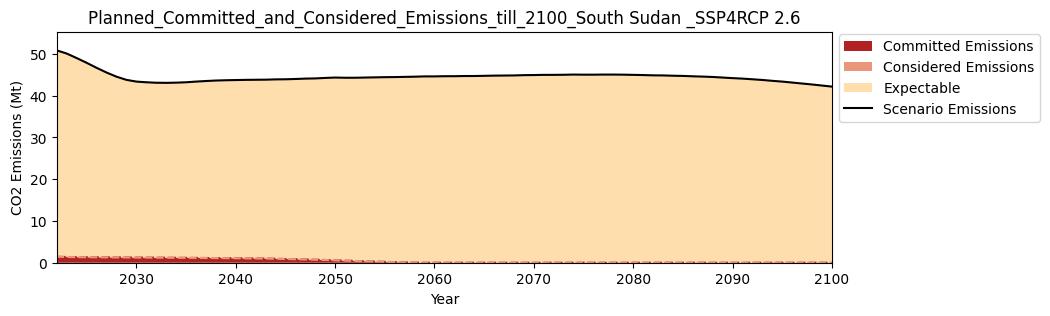 Planned_Committed_and_Considered_Emissions_till_2100_South Sudan _SSP4RCP 2.6
CO2 Emissions (Mt)
50
40
30
20
10
0
2030 2040 2050 2060 2070 2080 2090 2100
Year
Committed Emissions
Considered Emissions
Expectable
Scenario Emissions